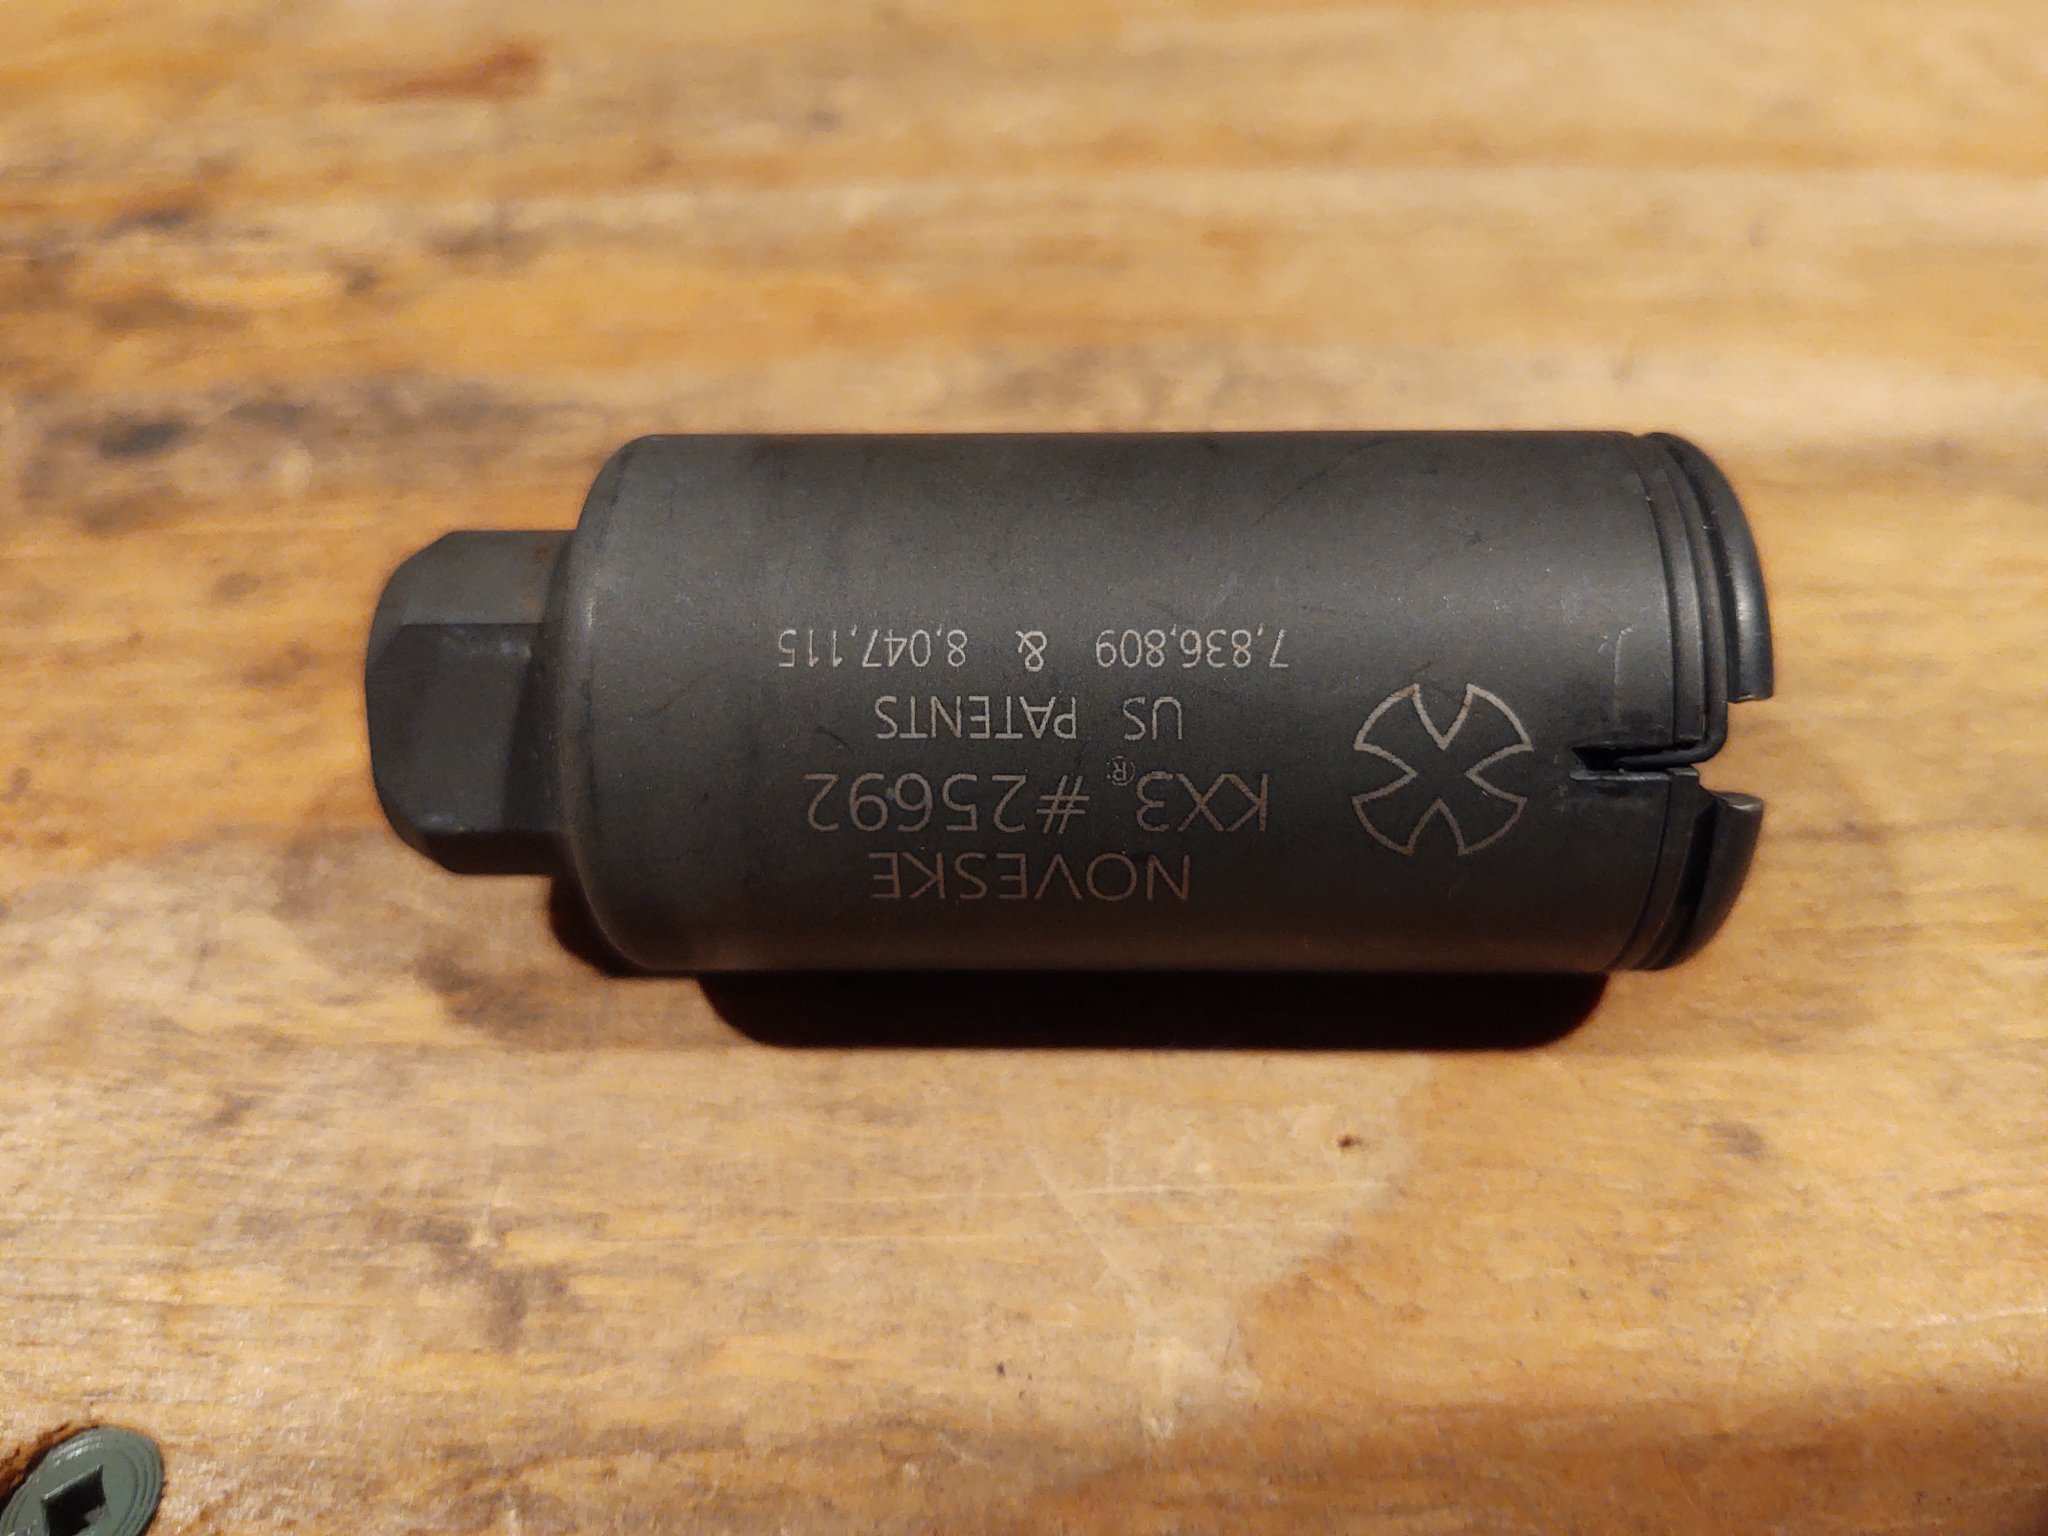 NOVESKE
KX3® #25692
US PATENTS
7,836,809 & 8,047,115